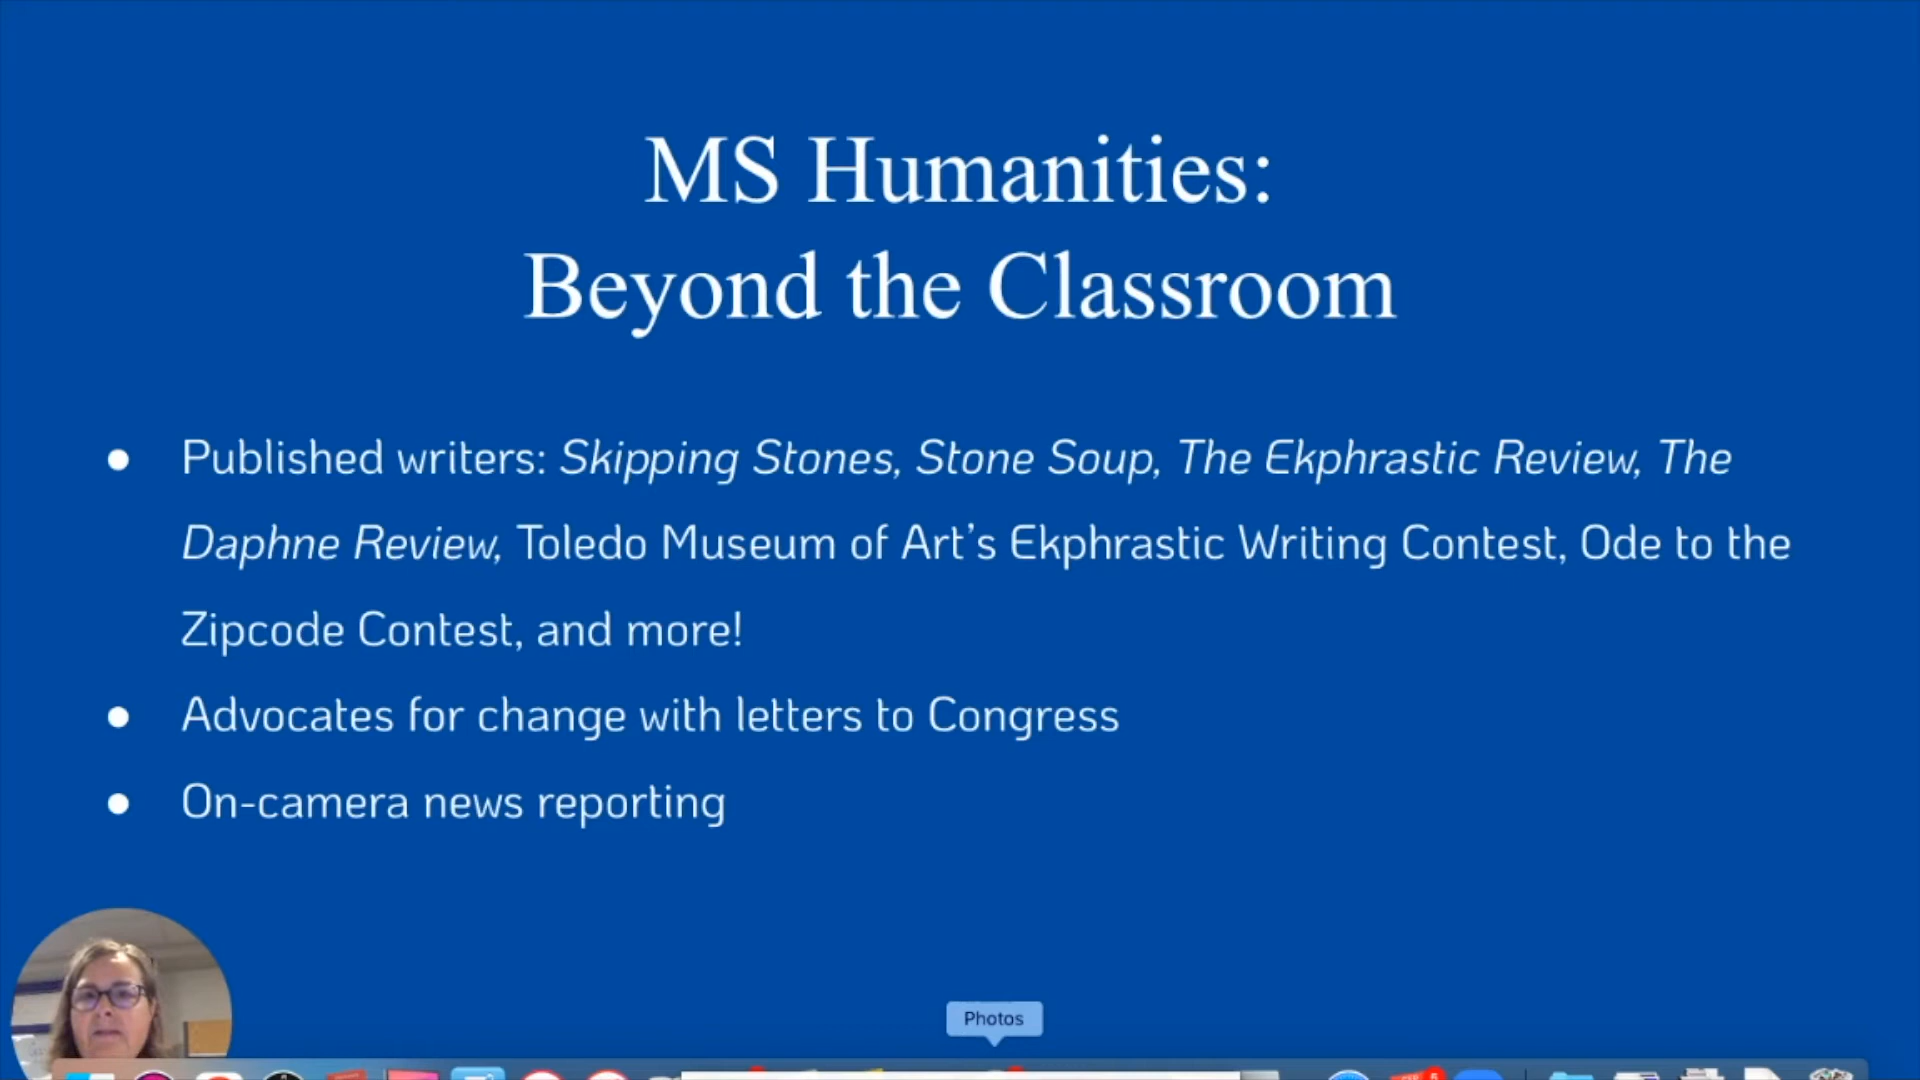 MS Humanities:
Beyond the Classroom
● Published writers: Skipping Stones, Stone Soup, The Ekphrastic Review, The
Daphne Review, Toledo Museum of Art’s Ekphrastic Writing Contest, Ode to the
Zipcode Contest, and more!
● Advocates for change with letters to Congress
● On-camera news reporting
Photos